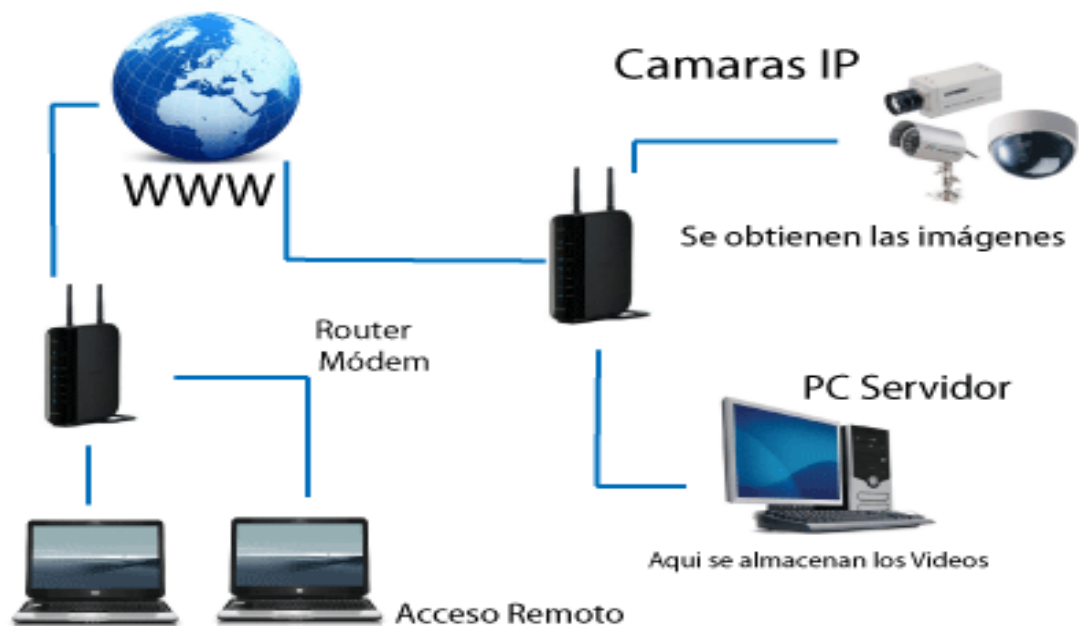 Camaras IP
WWW
Se obtienen las imágenes
Router
Módem
PC Servidor
Aqui se almacenan los Videos
Acceso Remoto